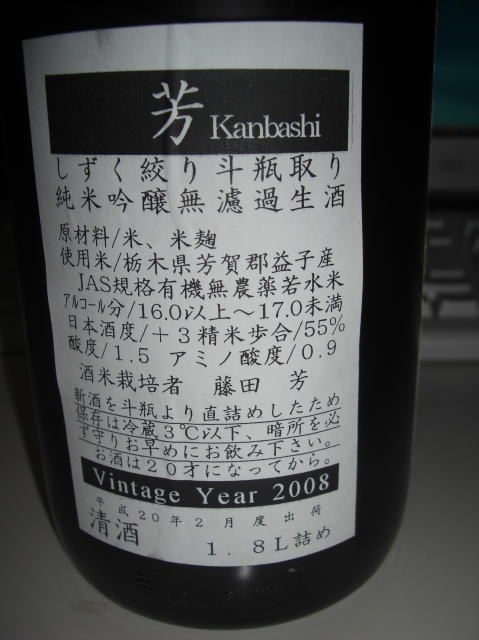 芳 Kanbashi
しずく絞り斗瓶取り
純米吟醸無濾過生酒
原材料/米、米麹
使用米/栃木県芳賀郡益子産
JAS規格有機無農薬若水米
アルコール分/16.0以上～17.0未満
日本酒度/＋3精米歩合/55%
酸度/1.5 アミノ酸度/0.9
酒米栽培者 藤田 芳
新酒を斗瓶より直詰めしたため
保存は冷蔵3℃以下、暗所を必
ず守りお早めにお飲み下さい。
お酒は20才になってから。
Vintage Year 2008
平成20年2月度出荷
清酒 1.8L詰め